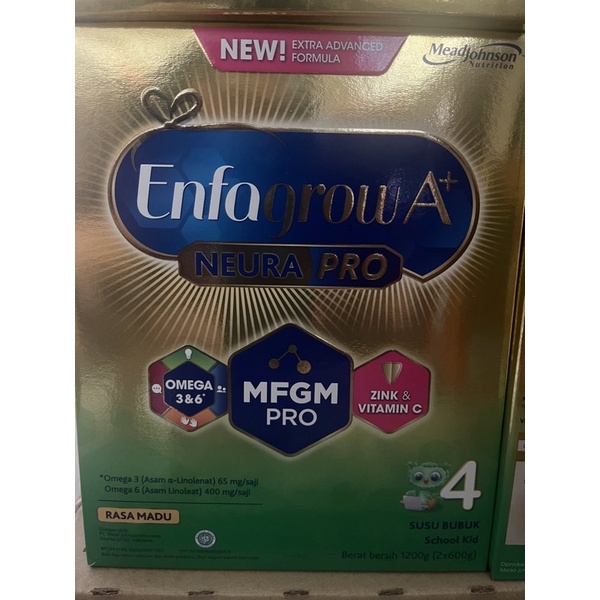 NEW! EXTRA ADVANCED
FORMULA
MeadJohnson
Nutrition
Enfagrow A+
NEURA PRO
OMEGA
3&6*
MFGM
PRO
ZINK &
VITAMIN C
*Omega 3 (Asam α-Linolenat) 65 mg/saji
Omega 6 (Asam Linoleat) 400 mg/saji
RASA MADU
4
SUSU BUBUK
School Kid
Berat bersih 1200g (2x600g)